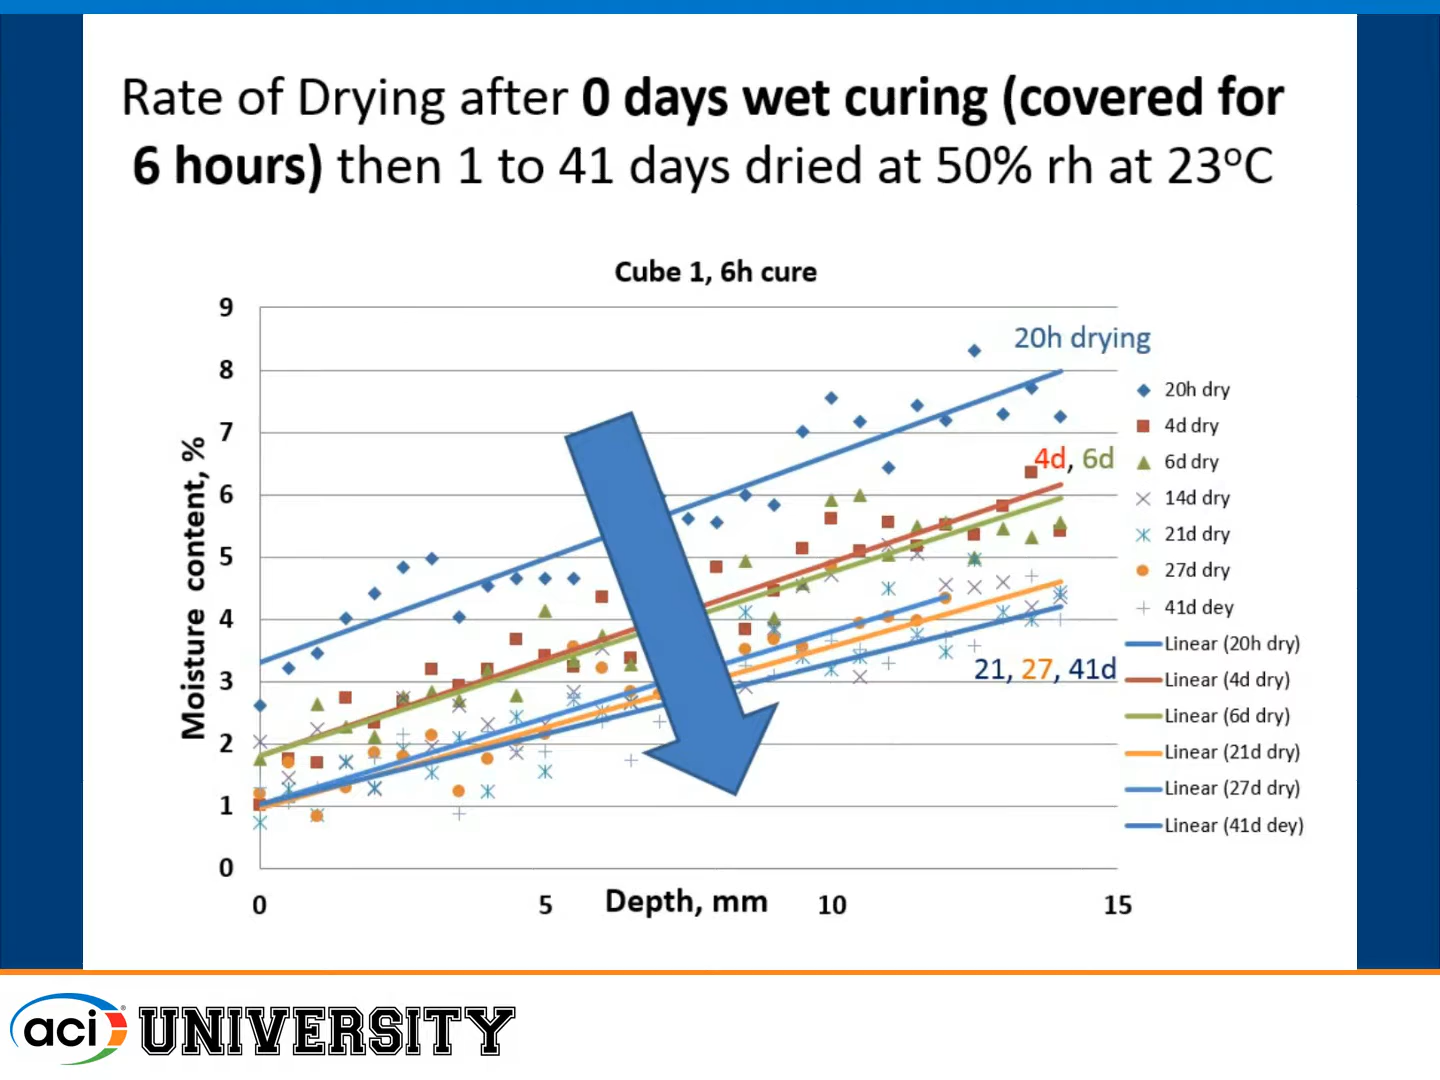 Rate of Drying after 0 days wet curing (covered for
6 hours) then 1 to 41 days dried at 50% rh at 23ºC
Cube 1, 6h cure
Moisture content, %
9
8
7
6
5
4
3
2
1
0
20h drying
4d, 6d
21, 27, 41d
20h dry
4d dry
6d dry
14d dry
21d dry
27d dry
41d dey
Linear (20h dry)
Linear (4d dry)
Linear (6d dry)
Linear (21d dry)
Linear (27d dry)
Linear (41d dey)
0 5 10 15
Depth, mm
aci® UNIVERSITY